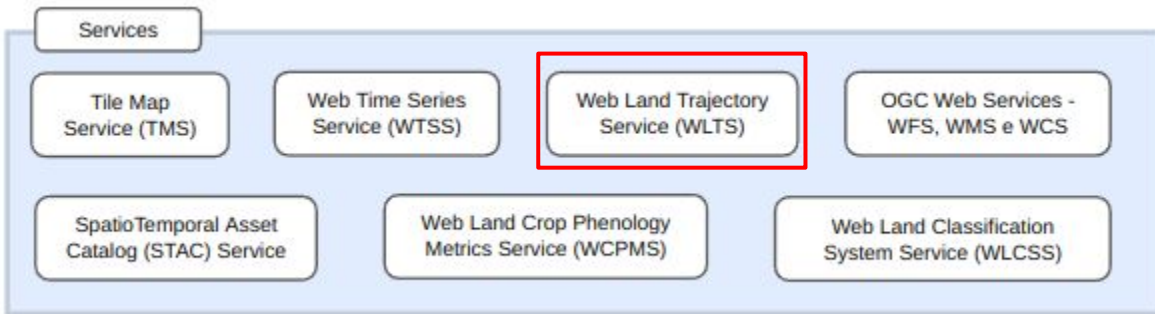 Services
Tile Map
Service (TMS)
Web Time Series
Service (WTSS)
Web Land Trajectory
Service (WLTS)
OGC Web Services -
WFS, WMS e WCS
SpatioTemporal Asset
Catalog (STAC) Service
Web Land Crop Phenology
Metrics Service (WCPMS)
Web Land Classification
System Service (WLCSS)